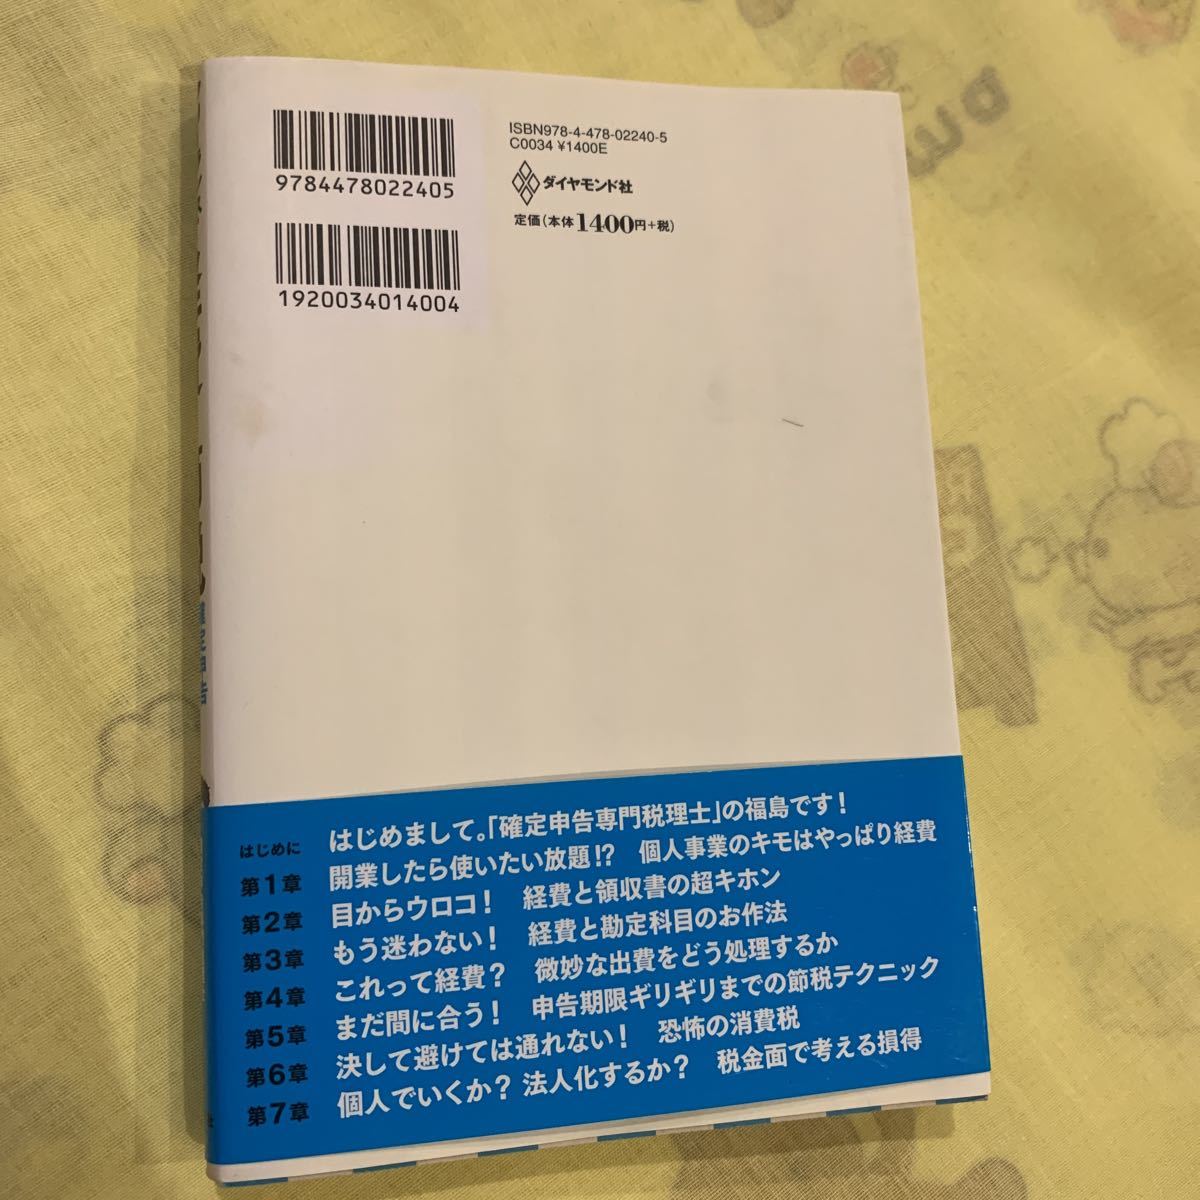 9784478022405
1920034014004
ISBN978-4-478-02240-5
C0034 ¥1400E
ダイヤモンド社
定価(本体1400円+税)
はじめに はじめまして。「確定申告専門税理士」の福島です!
第1章 開業したら使いたい放題!? 個人事業のキモはやっぱり経費
第2章 目からウロコ! 経費と領収書の超キホン
第3章 もう迷わない! 経費と勘定科目のお作法
第4章 これって経費? 微妙な出費をどう処理するか
第5章 まだ間に合う! 申告期限ギリギリまでの節税テクニック
第6章 決して避けては通れない! 恐怖の消費税
第7章 個人でいくか? 法人化するか? 税金面で考える損得
確定申告